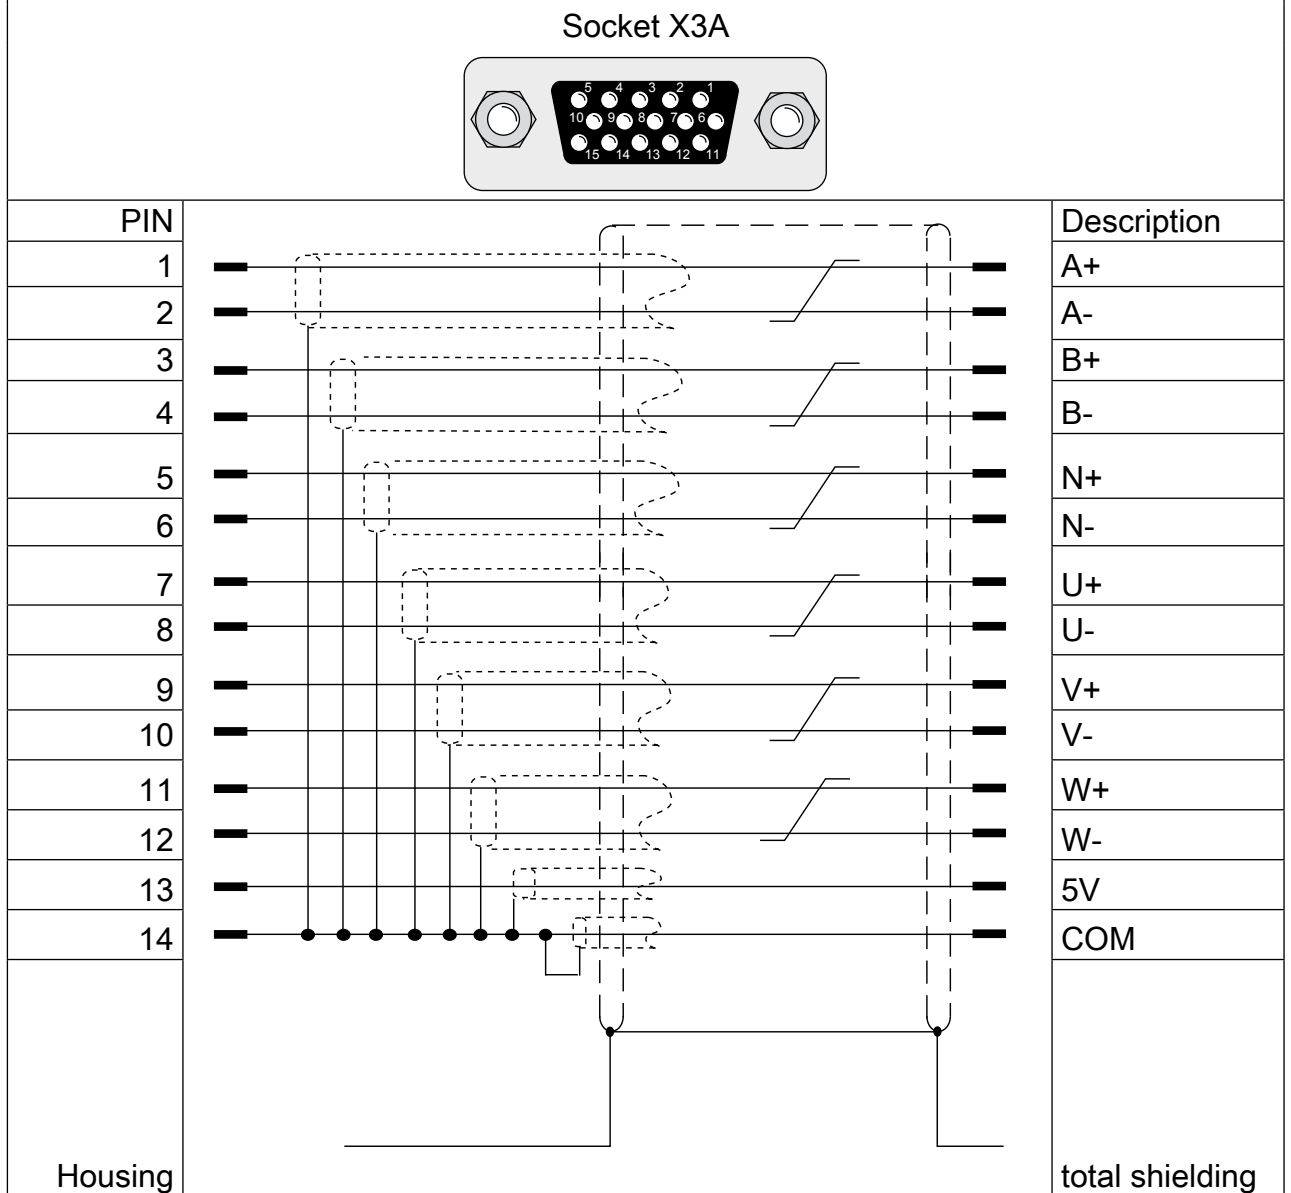 Socket X3A
5 4 3 2 1
10 9 8 7 6
15 14 13 12 11
PIN Description
1 A+
2 A-
3 B+
4 B-
5 N+
6 N-
7 U+
8 U-
9 V+
10 V-
11 W+
12 W-
13 5V
14 COM
Housing total shielding